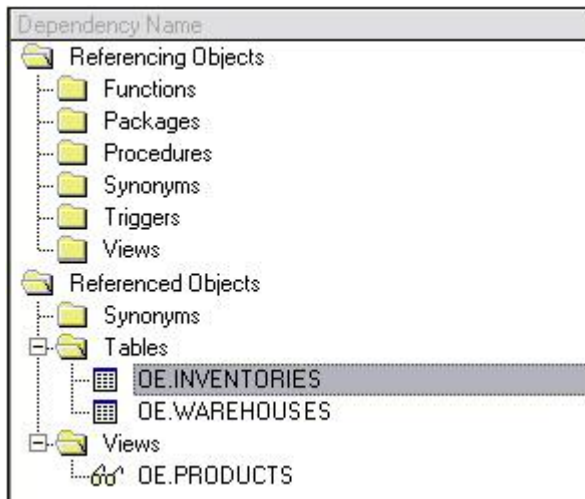 Dependency Name
Referencing Objects
Functions
Packages
Procedures
Synonyms
Triggers
Views
Referenced Objects
Synonyms
Tables
OE.INVENTORIES
OE.WAREHOUSES
Views
OE.PRODUCTS